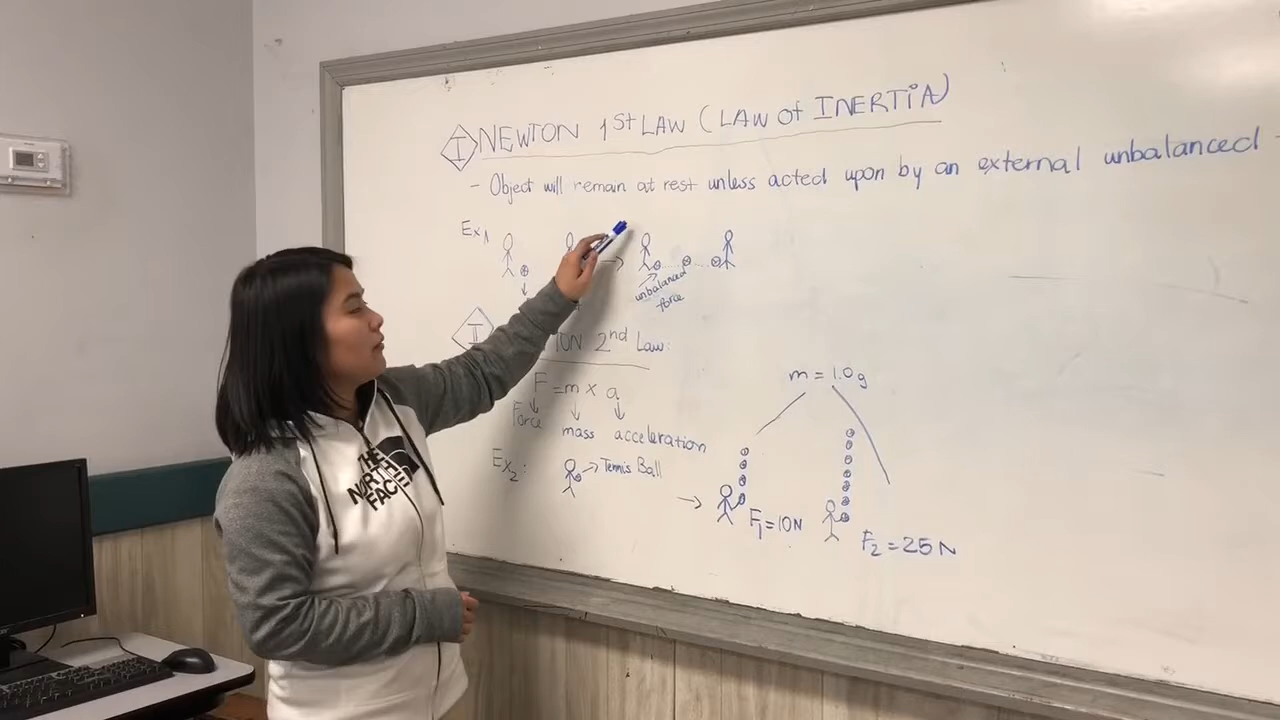 I NEWTON 1St LAW (LAW of INERTiA)
- Object will remain at rest unless acted upon by an external unbalanced
Ex1
unbalanced
force
II ION 2nd Law:
F = m x a
Force
mass acceleration
Ex2: Tennis Ball
m = 1.0g
F1 = 10N
F2 = 25N
THE
NORTH
FACE